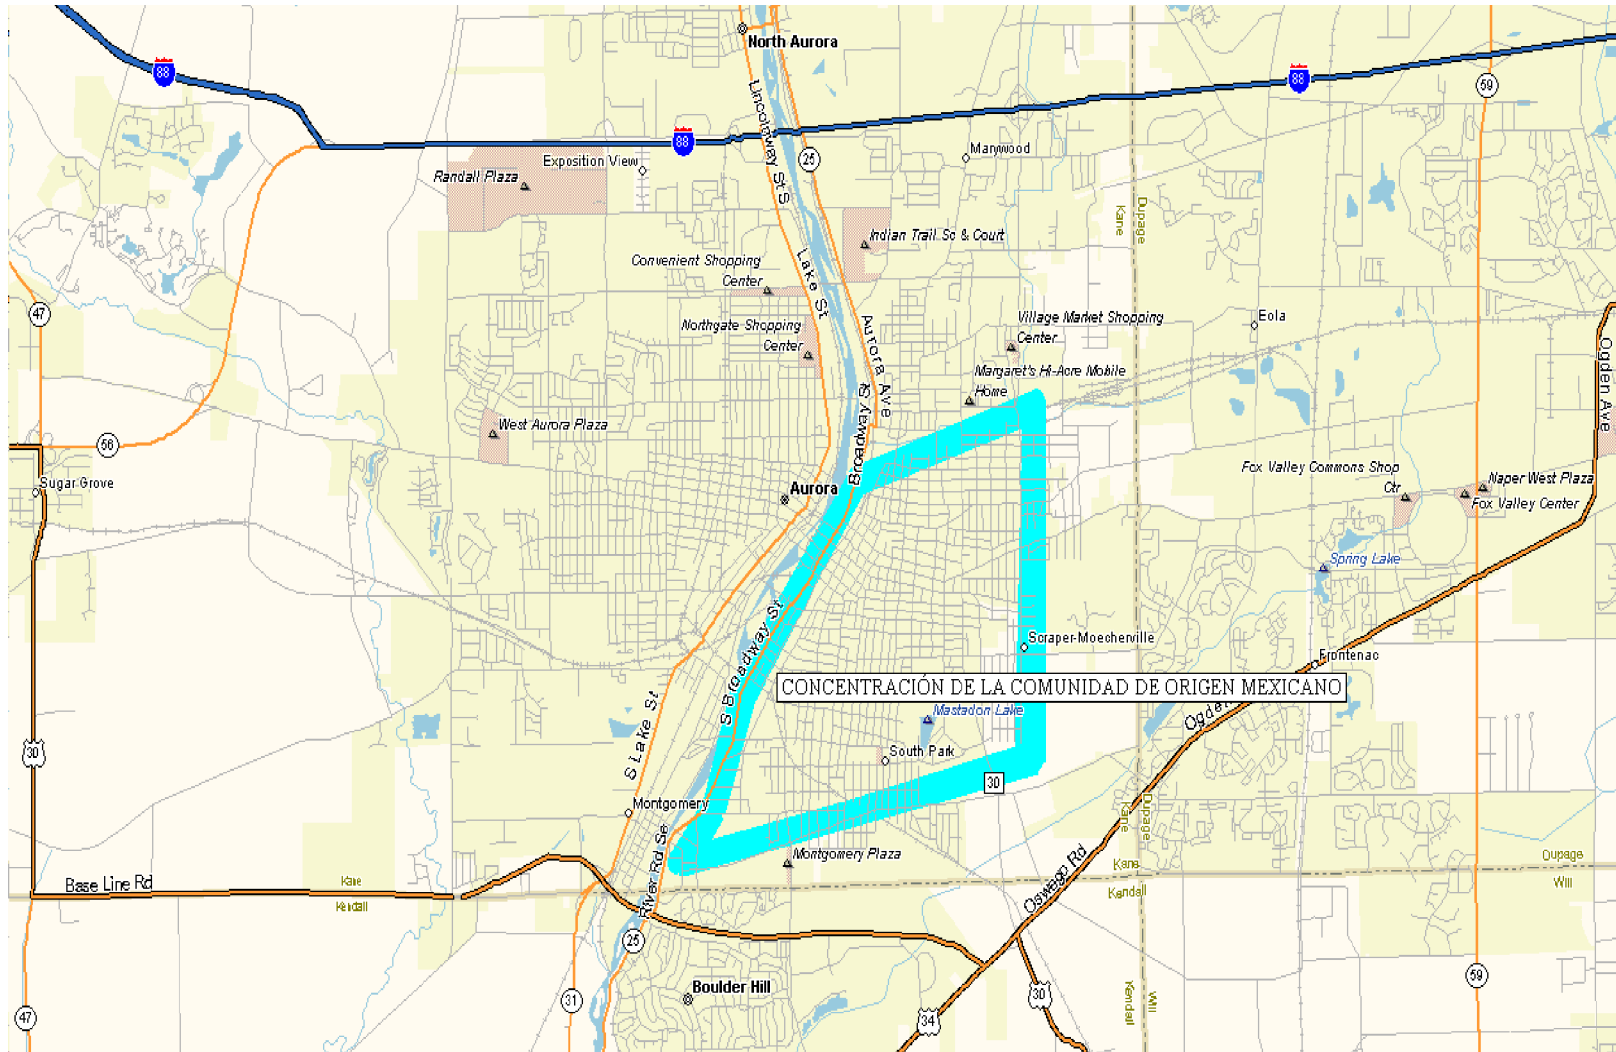 North Aurora
88
88
59
Lincolnway St S
88
25
Marywood
Exposition View
Randall Plaza
Kane
Dupage
Indian Trail Sc & Court
Convenient Shopping
Center
Lake St
47
Northgate Shopping
Center
Aurora Ave
Village Market Shopping
Center
Eola
Ogden Ave
Margaret's Hi-Acre Mobile
Home
Broadway St
West Aurora Plaza
56
Sugar Grove
Aurora
Fox Valley Commons Shop
Ctr
Naper West Plaza
Fox Valley Center
Spring Lake
S Broadway St
Scraper-Moecherville
Frontenac
CONCENTRACIÓN DE LA COMUNIDAD DE ORIGEN MEXICANO
Mastadon Lake
Ogden
S Lake St
30
South Park
30
Montgomery
Kane
Dupage
River Rd Se
Montgomery Plaza
Oswego Rd
Kane
Kendall
Dupage
Will
Base Line Rd
Kane
Kendall
25
Boulder Hill
31
47
34
30
Kendall
Will
59